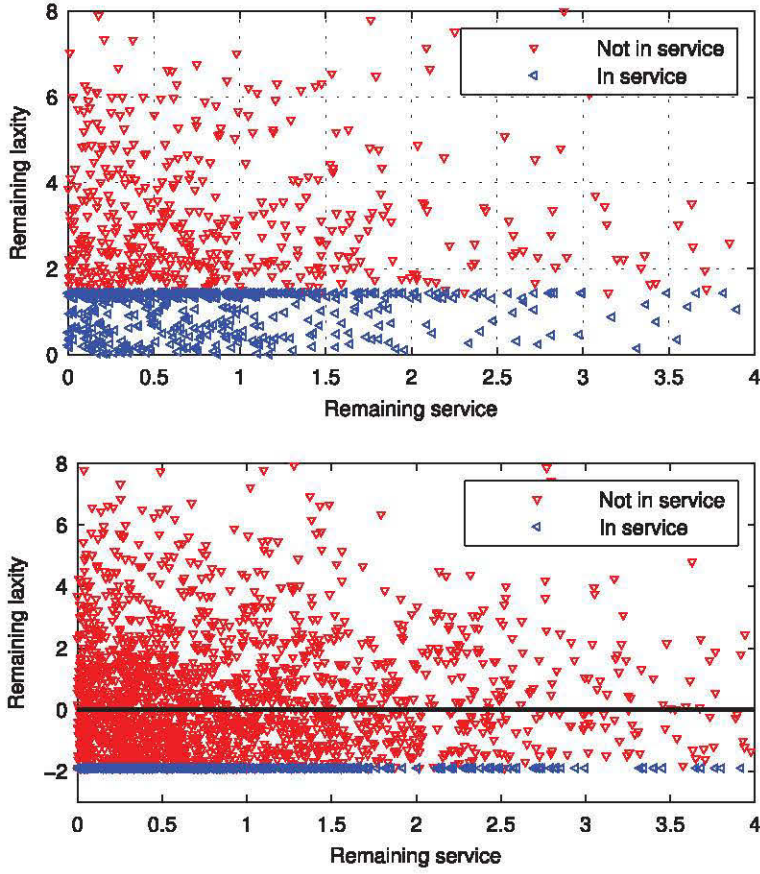 8
6
4
2
0
Remaining laxity
Not in service
In service
0 0.5 1 1.5 2 2.5 3 3.5 4
Remaining service
8
6
4
2
0
−2
Remaining laxity
Not in service
In service
0 0.5 1 1.5 2 2.5 3 3.5 4
Remaining service